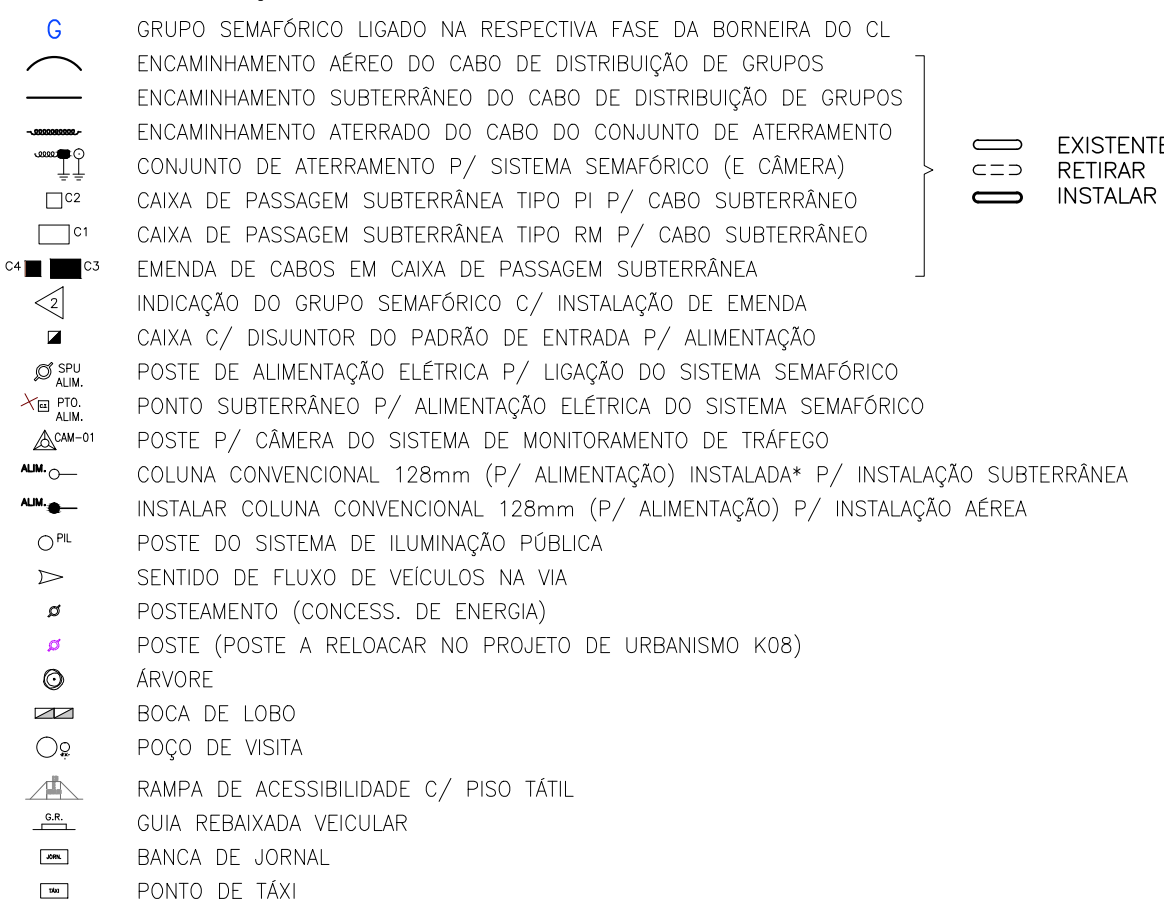 G GRUPO SEMAFÓRICO LIGADO NA RESPECTIVA FASE DA BORNEIRA DO CL
ENCAMINHAMENTO AÉREO DO CABO DE DISTRIBUIÇÃO DE GRUPOS
ENCAMINHAMENTO SUBTERRÂNEO DO CABO DE DISTRIBUIÇÃO DE GRUPOS
ENCAMINHAMENTO ATERRADO DO CABO DO CONJUNTO DE ATERRAMENTO
CONJUNTO DE ATERRAMENTO P/ SISTEMA SEMAFÓRICO (E CÂMERA)
C2 CAIXA DE PASSAGEM SUBTERRÂNEA TIPO PI P/ CABO SUBTERRÂNEO
C1 CAIXA DE PASSAGEM SUBTERRÂNEA TIPO RM P/ CABO SUBTERRÂNEO
C4 C3 EMENDA DE CABOS EM CAIXA DE PASSAGEM SUBTERRÂNEA
EXISTENTE
RETIRAR
INSTALAR
2 INDICAÇÃO DO GRUPO SEMAFÓRICO C/ INSTALAÇÃO DE EMENDA
CAIXA C/ DISJUNTOR DO PADRÃO DE ENTRADA P/ ALIMENTAÇÃO
SPU ALIM. POSTE DE ALIMENTAÇÃO ELÉTRICA P/ LIGAÇÃO DO SISTEMA SEMAFÓRICO
PTO. ALIM. PONTO SUBTERRÂNEO P/ ALIMENTAÇÃO ELÉTRICA DO SISTEMA SEMAFÓRICO
CAM-01 POSTE P/ CÂMERA DO SISTEMA DE MONITORAMENTO DE TRÁFEGO
ALIM. COLUNA CONVENCIONAL 128mm (P/ ALIMENTAÇÃO) INSTALADA* P/ INSTALAÇÃO SUBTERRÂNEA
ALIM. INSTALAR COLUNA CONVENCIONAL 128mm (P/ ALIMENTAÇÃO) P/ INSTALAÇÃO AÉREA
PIL POSTE DO SISTEMA DE ILUMINAÇÃO PÚBLICA
SENTIDO DE FLUXO DE VEÍCULOS NA VIA
POSTEAMENTO (CONCESS. DE ENERGIA)
POSTE (POSTE A RELOACAR NO PROJETO DE URBANISMO K08)
ÁRVORE
BOCA DE LOBO
POÇO DE VISITA
RAMPA DE ACESSIBILIDADE C/ PISO TÁTIL
G.R. GUIA REBAIXADA VEICULAR
JORN. BANCA DE JORNAL
TÁXI PONTO DE TÁXI